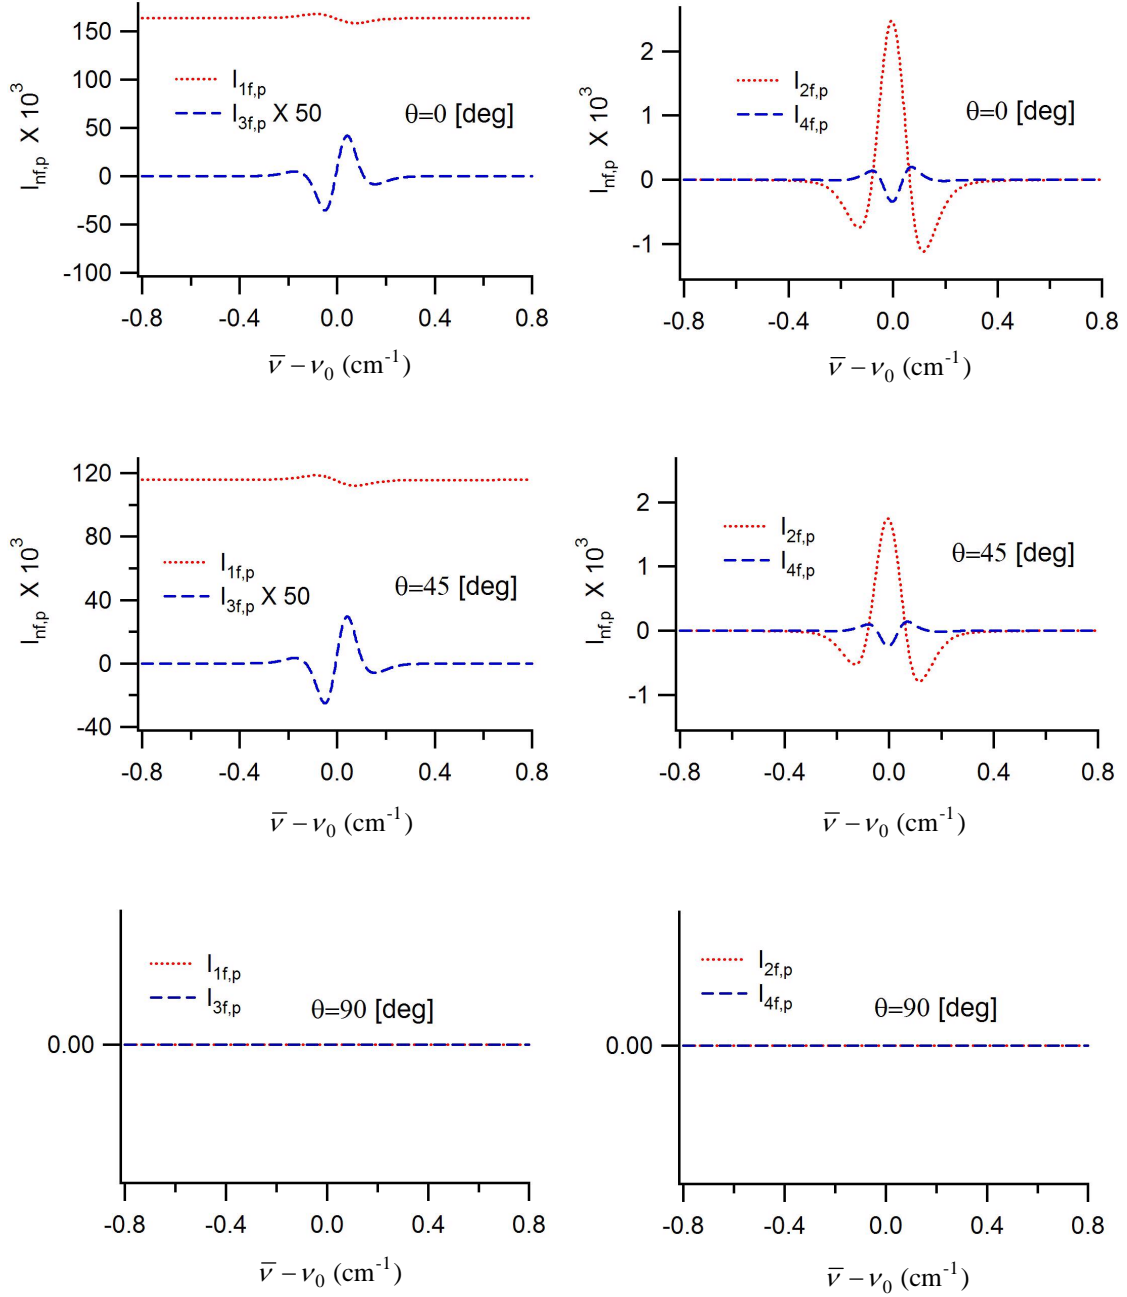 150
100
50
0
-50
-100
I1f,p
I3f,p X 50
θ=0 [deg]
Inf,p X 10^3
-0.8 -0.4 0.0 0.4 0.8
ν̅ − ν0 (cm-1)
2
1
0
-1
I2f,p
I4f,p
θ=0 [deg]
Inf,p X 10^3
-0.8 -0.4 0.0 0.4 0.8
ν̅ − ν0 (cm-1)
120
80
40
0
-40
I1f,p
I3f,p X 50
θ=45 [deg]
Inf,p X 10^3
-0.8 -0.4 0.0 0.4 0.8
ν̅ − ν0 (cm-1)
2
1
0
-1
I2f,p
I4f,p
θ=45 [deg]
Inf,p X 10^3
-0.8 -0.4 0.0 0.4 0.8
ν̅ − ν0 (cm-1)
I1f,p
I3f,p
θ=90 [deg]
0.00
-0.8 -0.4 0.0 0.4 0.8
ν̅ − ν0 (cm-1)
I2f,p
I4f,p
θ=90 [deg]
0.00
-0.8 -0.4 0.0 0.4 0.8
ν̅ − ν0 (cm-1)